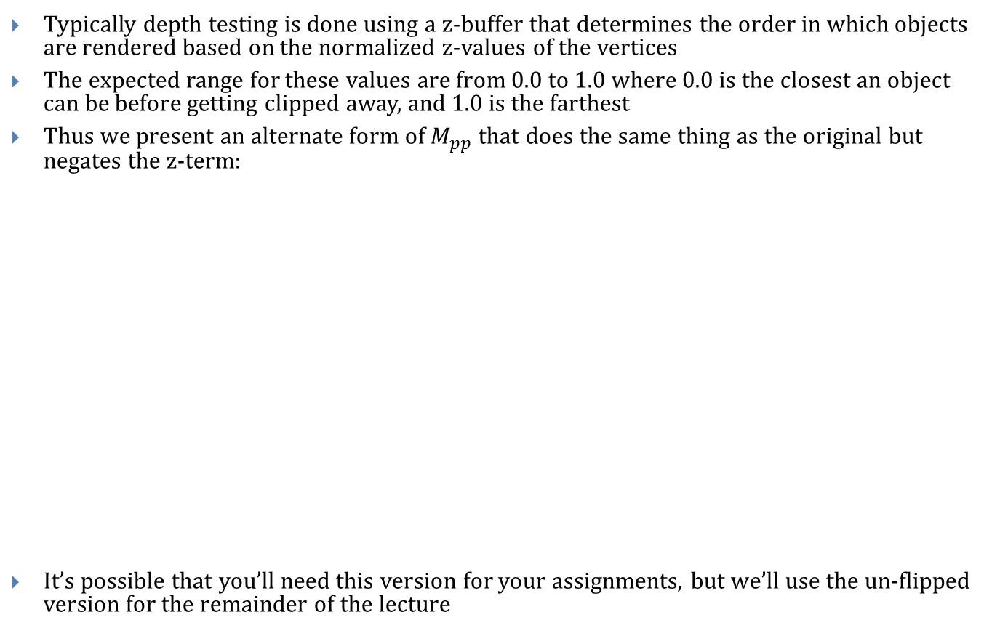 Typically depth testing is done using a z-buffer that determines the order in which objects
are rendered based on the normalized z-values of the vertices
The expected range for these values are from 0.0 to 1.0 where 0.0 is the closest an object
can be before getting clipped away, and 1.0 is the farthest
Thus we present an alternate form of Mpp that does the same thing as the original but
negates the z-term:
It’s possible that you’ll need this version for your assignments, but we’ll use the un-flipped
version for the remainder of the lecture